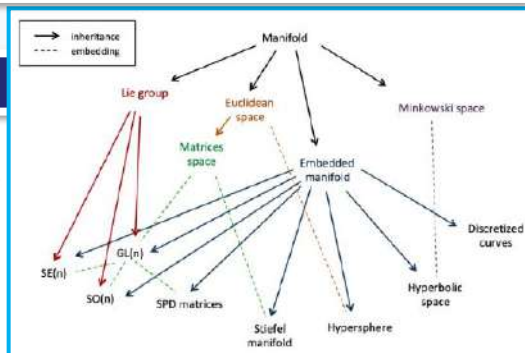 inheritance
embedding
Manifold
Lie group
Euclidean
space
Minkowski space
Matrices
space
Embedded
manifold
Discretized
curves
GL(n)
SE(n)
SO(n)
SPD matrices
Hyperbolic
space
Stiefel
manifold
Hypersphere